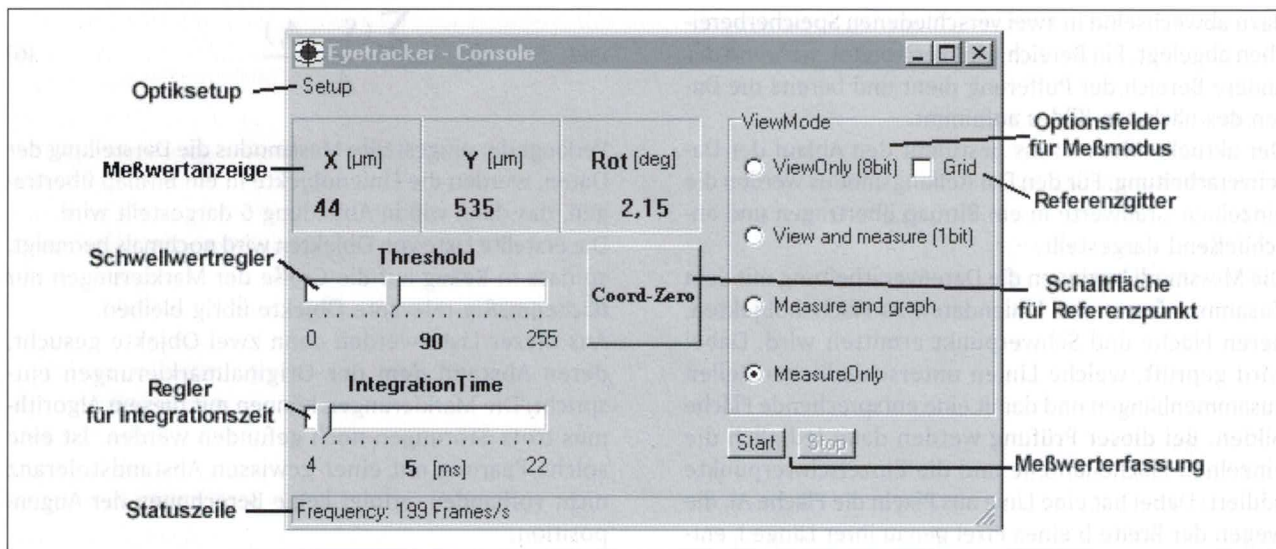 Eyetracker - Console
Optiksetup
Setup
Meßwertanzeige
X [µm]
Y [µm]
Rot [deg]
44
535
2,15
Schwellwertregler
Threshold
0
90
255
Coord-Zero
Regler
für Integrationszeit
IntegrationTime
4
5 [ms]
22
Statuszeile
Frequency: 199 Frames/s
ViewMode
ViewOnly (8bit)
Grid
View and measure (1bit)
Measure and graph
MeasureOnly
Start
Stop
Optionsfelder
für Meßmodus
Referenzgitter
Schaltfläche
für Referenzpunkt
Meßwerterfassung